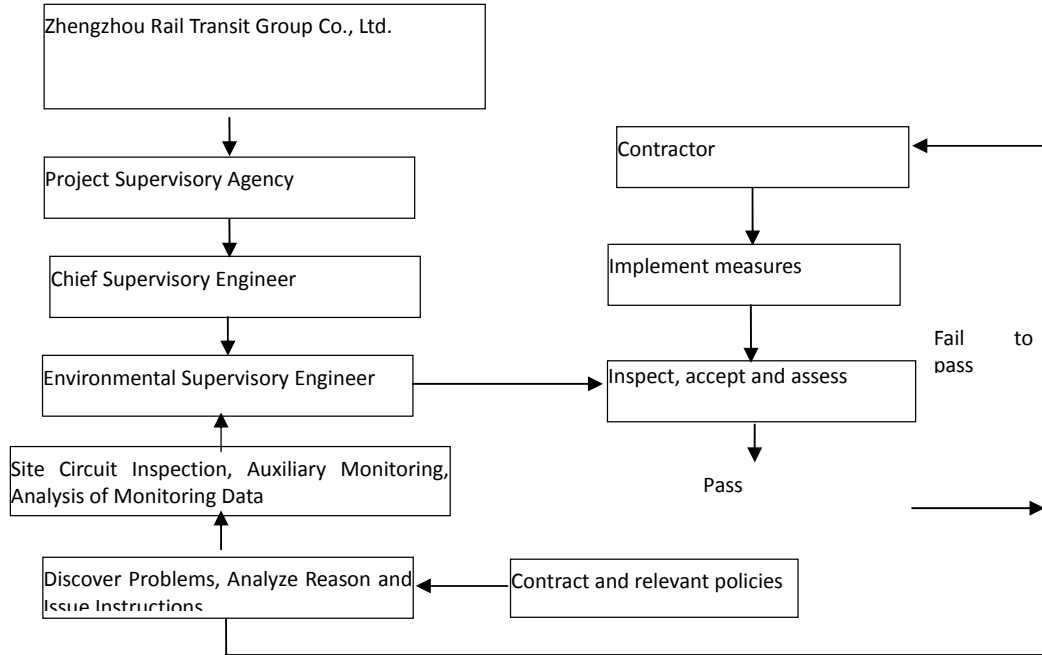 Zhengzhou Rail Transit Group Co., Ltd.
Project Supervisory Agency
Chief Supervisory Engineer
Environmental Supervisory Engineer
Site Circuit Inspection, Auxiliary Monitoring,
Analysis of Monitoring Data
Discover Problems, Analyze Reason and
Issue Instructions
Contract and relevant policies
Contractor
Implement measures
Inspect, accept and assess
Fail to
pass
Pass